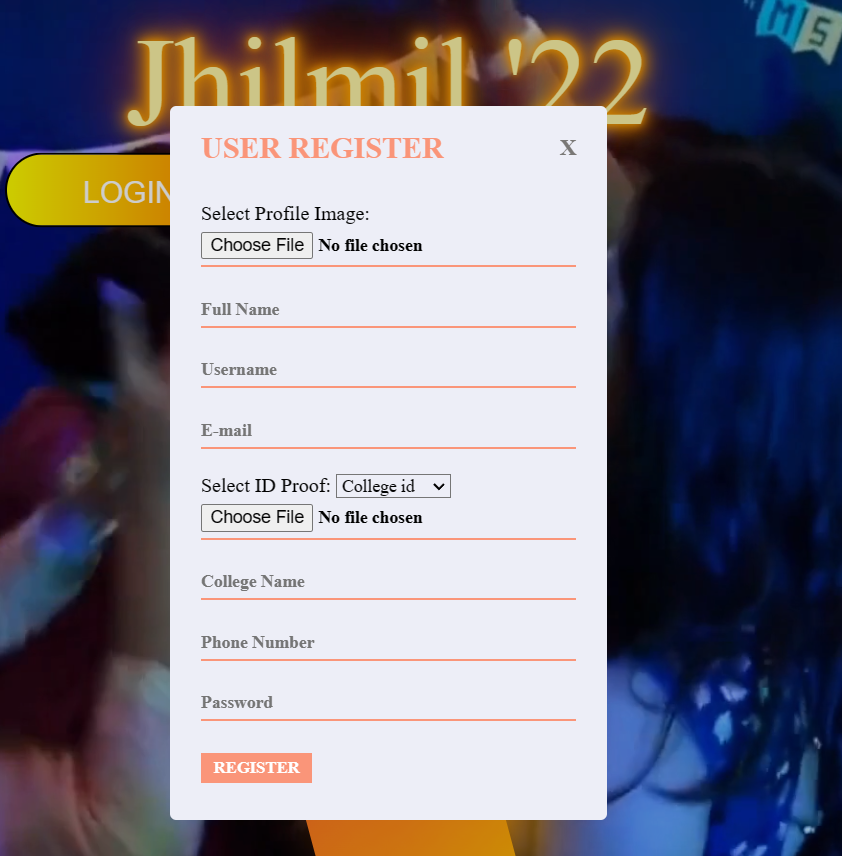 MS
Jhilmil '22
USER REGISTER X
LOGIN
Select Profile Image:
Choose File No file chosen
Full Name
Username
E-mail
Select ID Proof: College id
Choose File No file chosen
College Name
Phone Number
Password
REGISTER